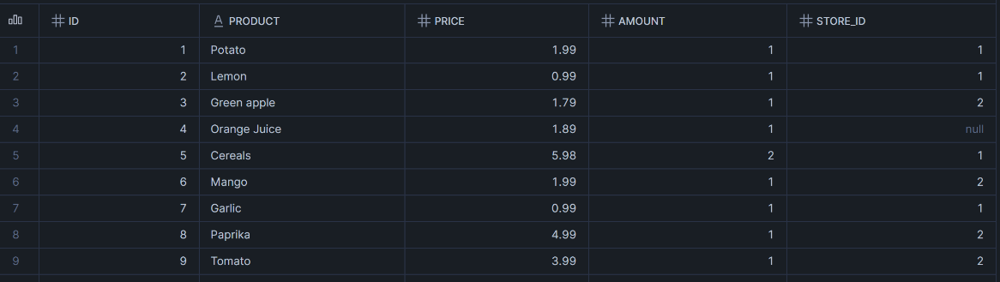 # ID A PRODUCT # PRICE # AMOUNT # STORE_ID
1 1 Potato 1.99 1 1
2 2 Lemon 0.99 1 1
3 3 Green apple 1.79 1 2
4 4 Orange Juice 1.89 1 null
5 5 Cereals 5.98 2 1
6 6 Mango 1.99 1 2
7 7 Garlic 0.99 1 1
8 8 Paprika 4.99 1 2
9 9 Tomato 3.99 1 2